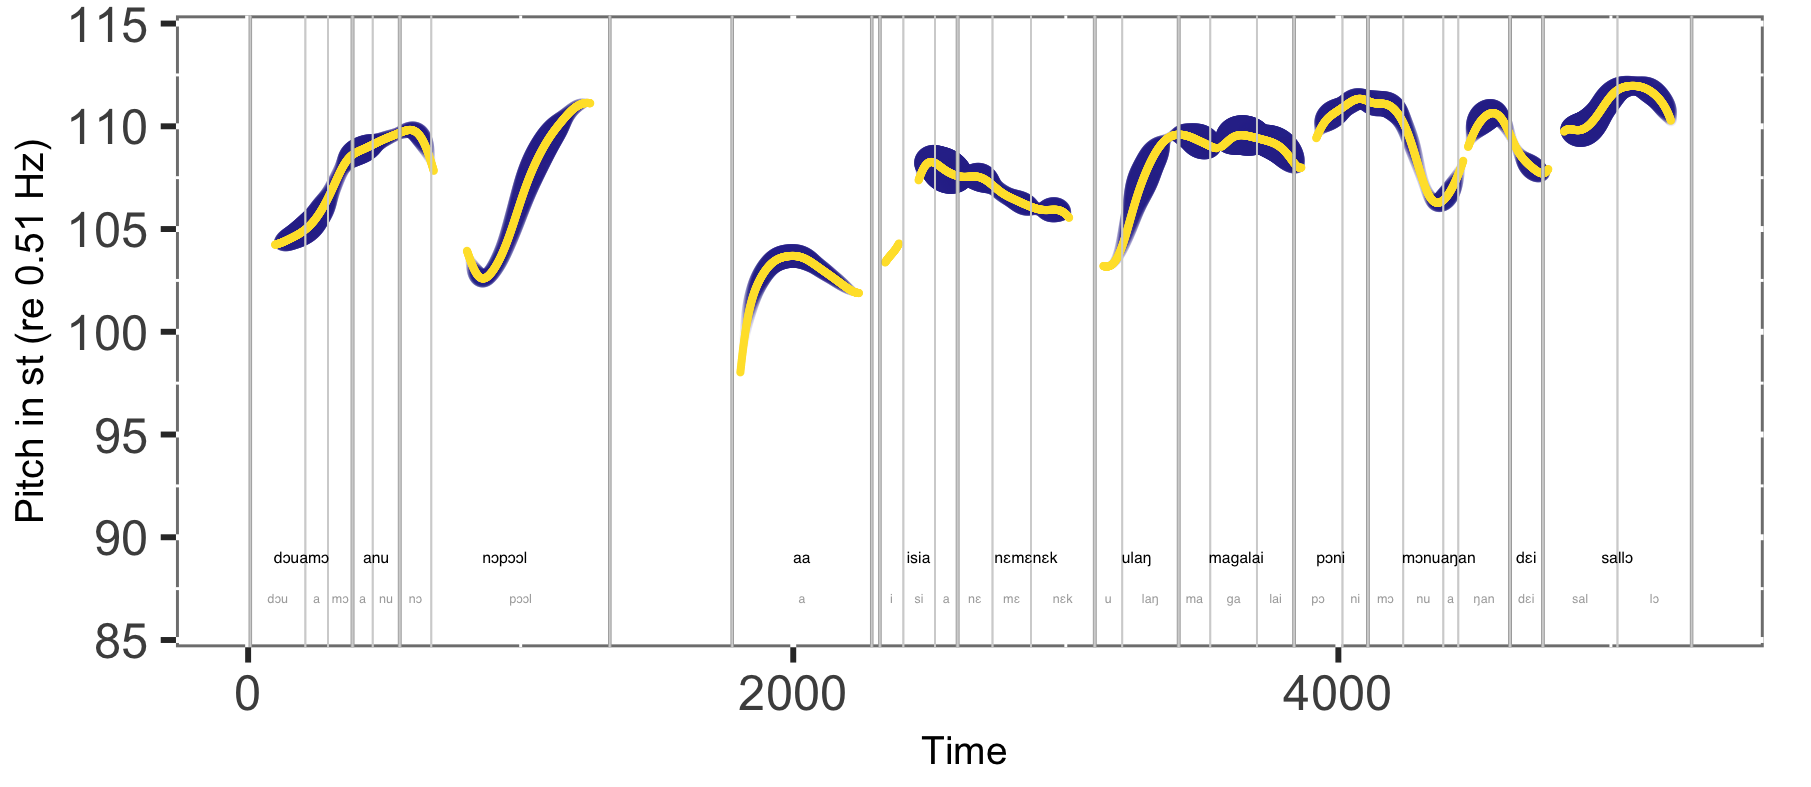 115
110
105
100
95
90
85
Pitch in st (re 0.51 Hz)
dɔuamɔ anu nɔpɔɔl aa isia nɛmɛnɛk ulaŋ magalai pɔni mɔnuaŋan dɛi sallɔ
dɔu a mɔ a nu nɔ pɔɔl a i si a nɛ mɛ nɛk u laŋ ma ga lai pɔ ni mɔ nu a ŋan dɛi sal lɔ
0 2000 4000
Time